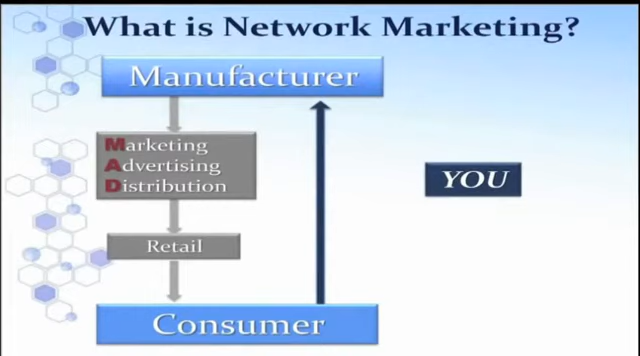 What is Network Marketing?
Manufacturer
Marketing
Advertising
Distribution
YOU
Retail
Consumer